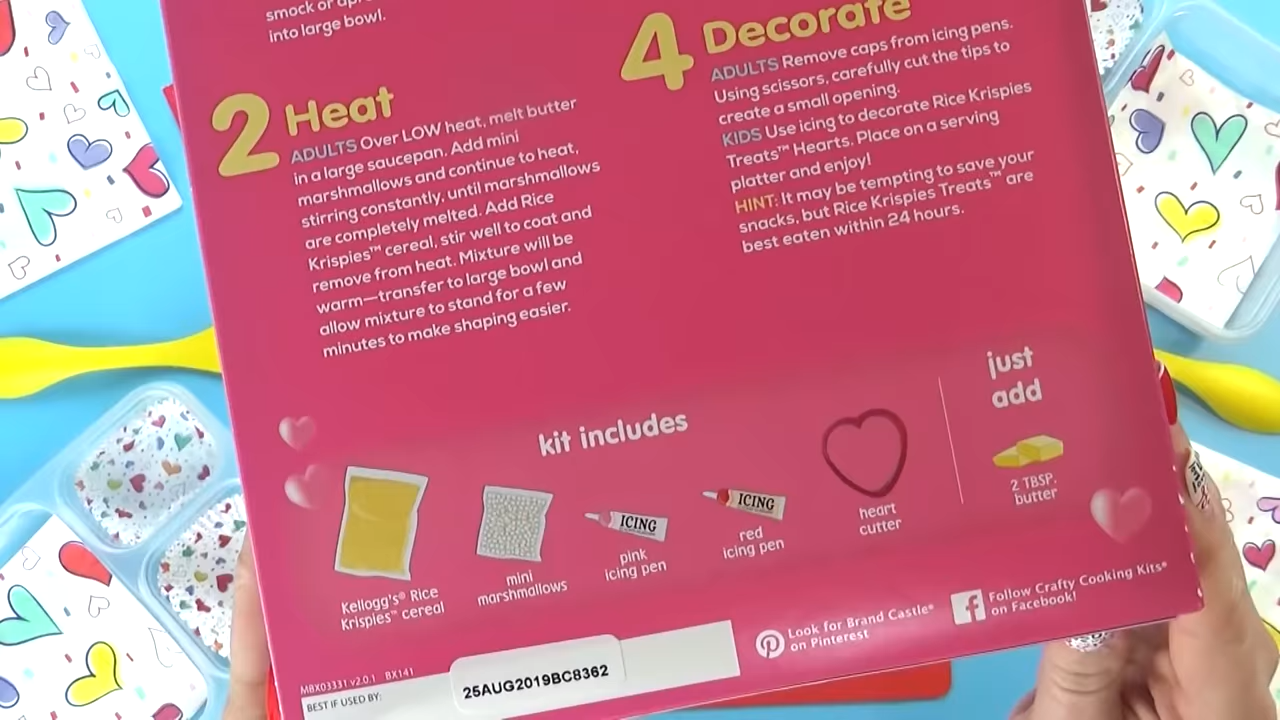 smock or
into large bowl.
2 Heat
ADULTS Over LOW heat, melt butter
in a large saucepan. Add mini
marshmallows and continue to heat,
stirring constantly, until marshmallows
are completely melted. Add Rice
Krispies™ cereal, stir well to coat and
remove from heat. Mixture will be
warm—transfer to large bowl and
allow mixture to stand for a few
minutes to make shaping easier.
4 Decorate
ADULTS Remove caps from icing pens.
Using scissors, carefully cut the tips to
create a small opening.
KIDS Use icing to decorate Rice Krispies
Treats™ Hearts. Place on a serving
platter and enjoy!
HINT: It may be tempting to save your
snacks, but Rice Krispies Treats™ are
best eaten within 24 hours.
kit includes
Kellogg's® Rice
Krispies™ cereal
mini
marshmallows
ICING
pink
icing pen
ICING
red
icing pen
heart
cutter
just
add
2 TBSP.
butter
Look for Brand Castle®
on Pinterest
Follow Crafty Cooking Kits®
on Facebook!
MBX03331 v2.0.1 BX141
BEST IF USED BY:
25AUG2019BC8362